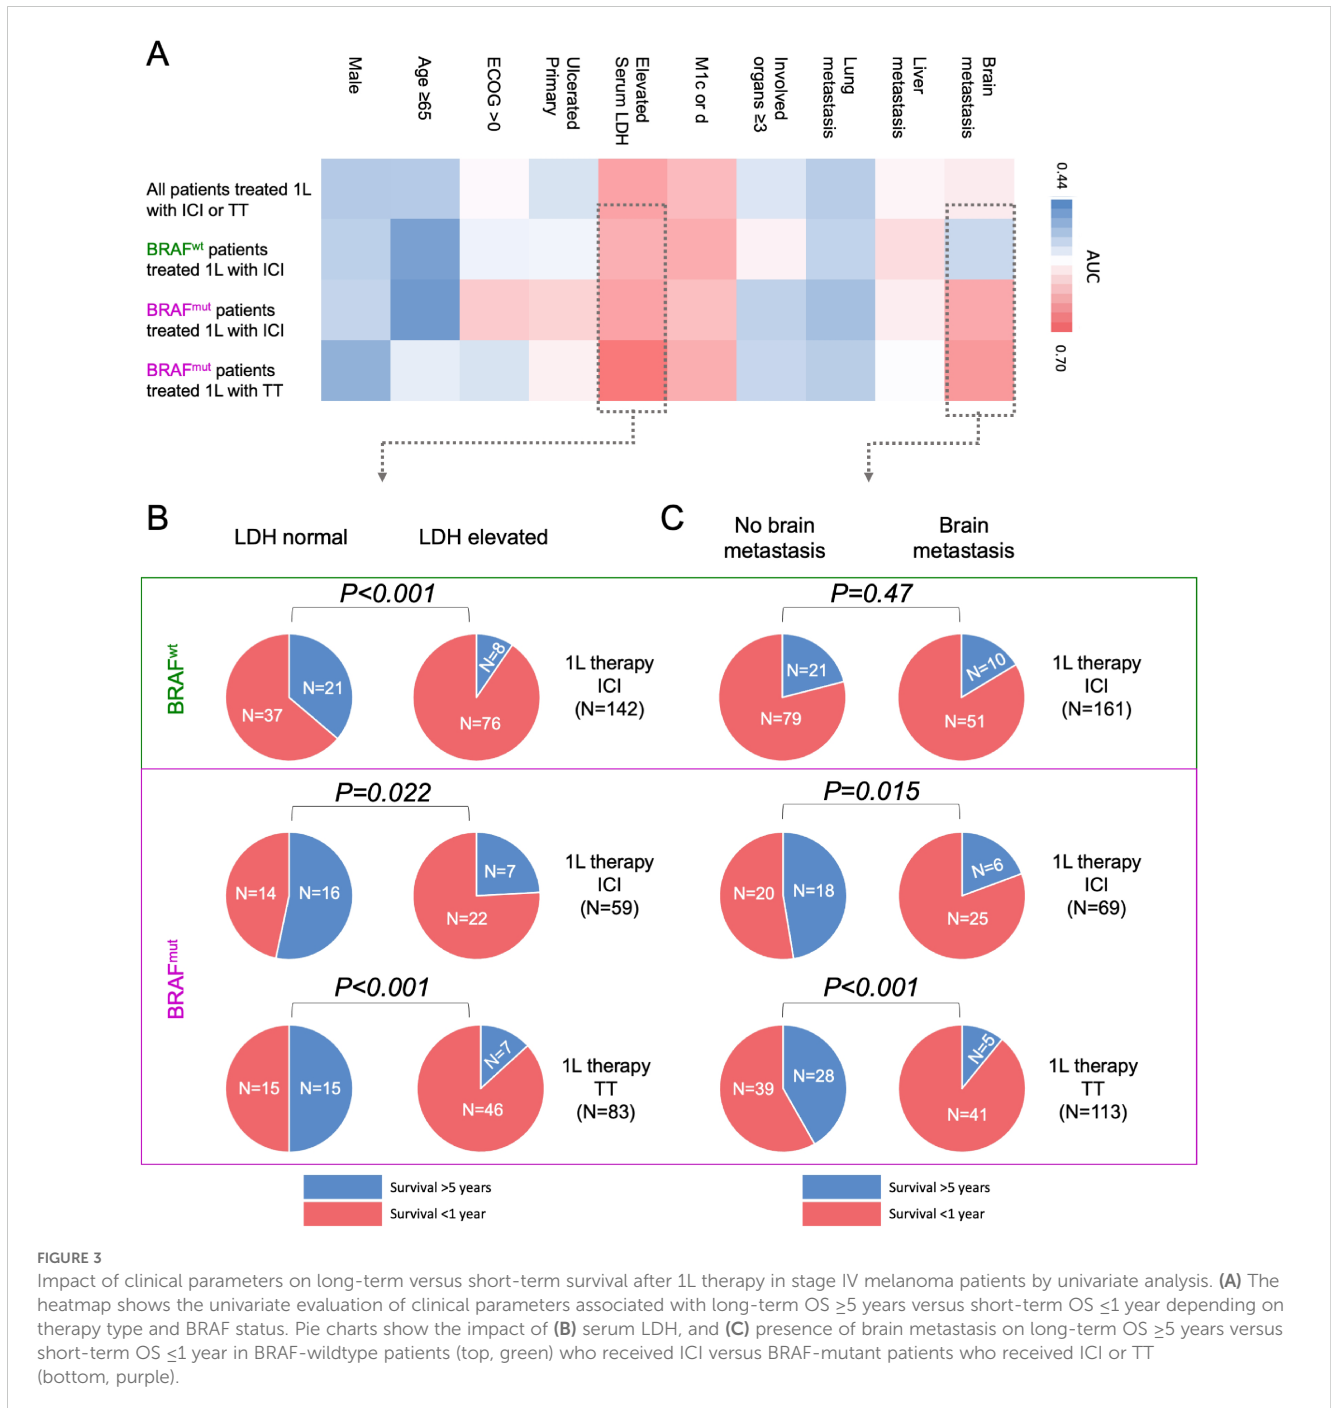 A
Male
Age ≥65
ECOG >0
Ulcerated
Primary
Elevated
Serum LDH
M1c or d
Involved
organs ≥3
Lung
metastasis
Liver
metastasis
Brain
metastasis
All patients treated 1L
with ICI or TT
BRAFwt patients
treated 1L with ICI
BRAFmut patients
treated 1L with ICI
BRAFmut patients
treated 1L with TT
0.44
AUC
0.70
B
LDH normal
LDH elevated
C
No brain
metastasis
Brain
metastasis
BRAFwt
P<0.001
N=21
N=37
N=8
N=76
1L therapy
ICI
(N=142)
P=0.47
N=21
N=79
N=10
N=51
1L therapy
ICI
(N=161)
BRAFmut
P=0.022
N=14
N=16
N=7
N=22
1L therapy
ICI
(N=59)
P=0.015
N=20
N=18
N=6
N=25
1L therapy
ICI
(N=69)
P<0.001
N=15
N=15
N=7
N=46
1L therapy
TT
(N=83)
P<0.001
N=39
N=28
N=5
N=41
1L therapy
TT
(N=113)
Survival >5 years
Survival <1 year
Survival >5 years
Survival <1 year
FIGURE 3
Impact of clinical parameters on long-term versus short-term survival after 1L therapy in stage IV melanoma patients by univariate analysis. (A) The
heatmap shows the univariate evaluation of clinical parameters associated with long-term OS ≥5 years versus short-term OS ≤1 year depending on
therapy type and BRAF status. Pie charts show the impact of (B) serum LDH, and (C) presence of brain metastasis on long-term OS ≥5 years versus
short-term OS ≤1 year in BRAF-wildtype patients (top, green) who received ICI versus BRAF-mutant patients who received ICI or TT
(bottom, purple).